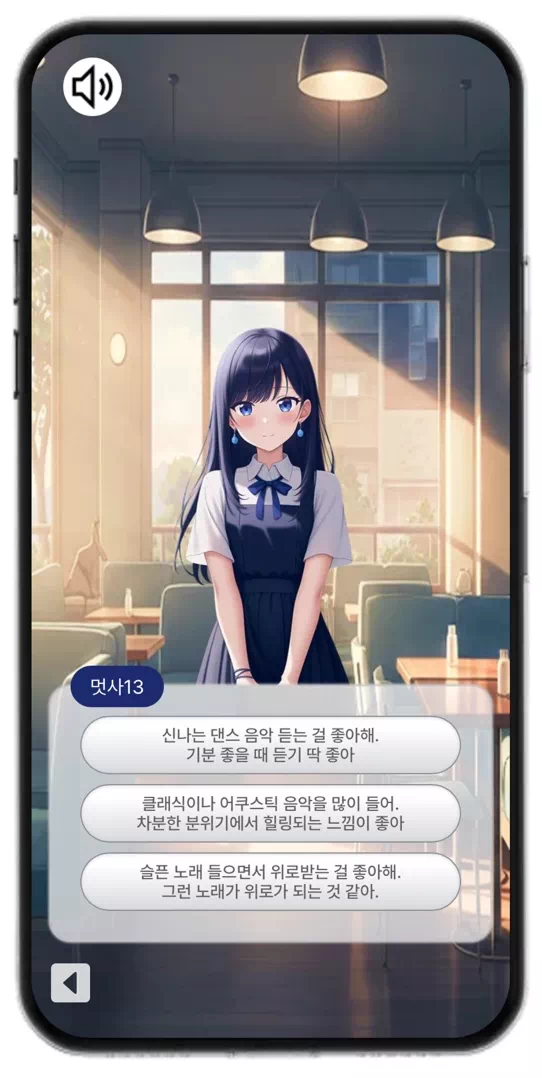 멋사13
신나는 댄스 음악 듣는 걸 좋아해.
기분 좋을 때 듣기 딱 좋아
클래식이나 어쿠스틱 음악을 많이 들어.
차분한 분위기에서 힐링되는 느낌이 좋아
슬픈 노래 들으면서 위로받는 걸 좋아해.
그런 노래가 위로가 되는 것 같아.